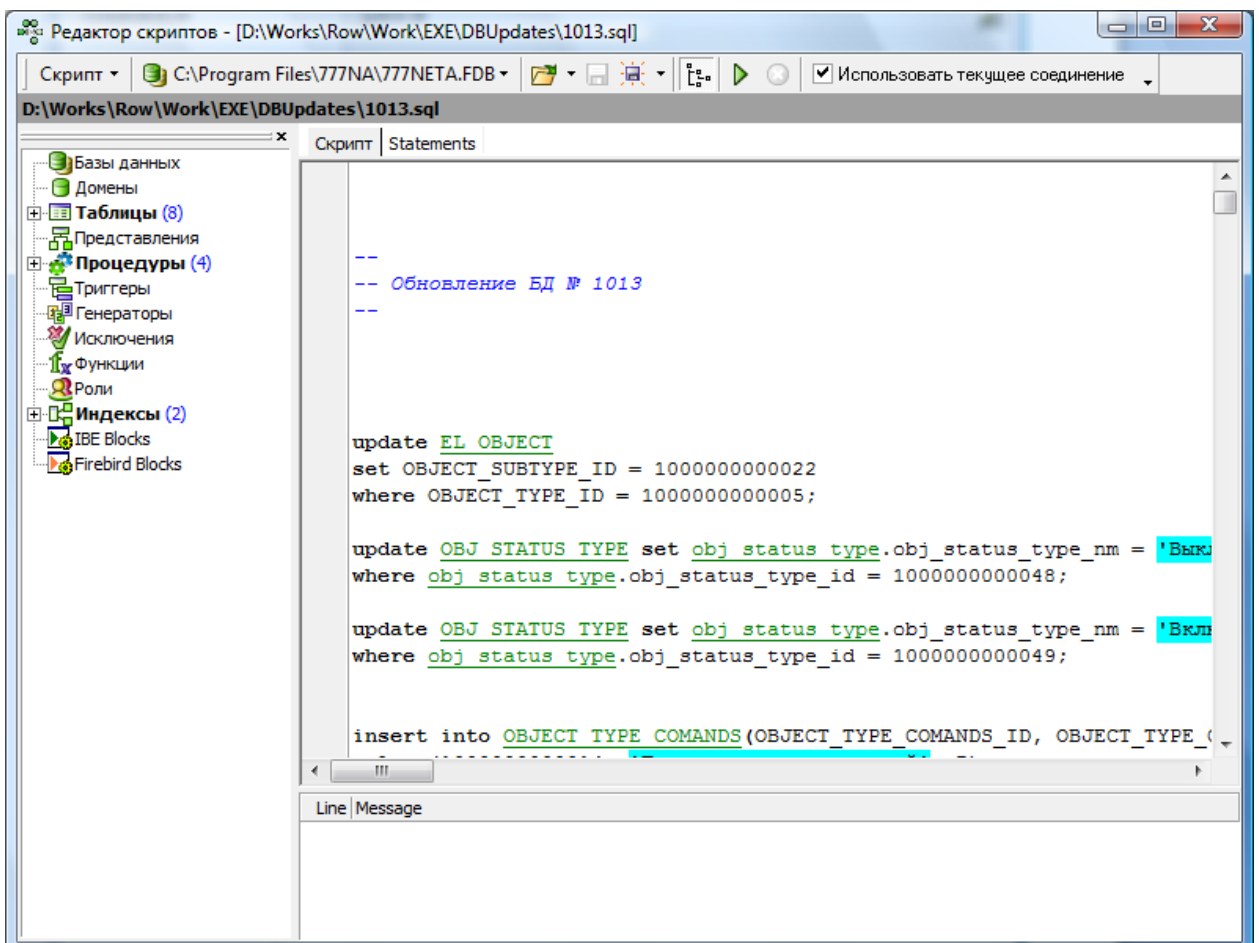 Редактор скриптов - [D:\Works\Row\Work\EXE\DBUpdates\1013.sql]
Скрипт C:\Program Files\777NA\777NETA.FDB Использовать текущее соединение
D:\Works\Row\Work\EXE\DBUpdates\1013.sql
Базы данных
Домены
Таблицы (8)
Представления
Процедуры (4)
Триггеры
Генераторы
Исключения
Функции
Роли
Индексы (2)
IBE Blocks
Firebird Blocks
Скрипт Statements
--
-- Обновление БД № 1013
--
update EL_OBJECT
set OBJECT_SUBTYPE_ID = 1000000000022
where OBJECT_TYPE_ID = 1000000000005;
update OBJ_STATUS_TYPE set obj_status_type.obj_status_type_nm = 'Выкл
where obj_status_type.obj_status_type_id = 1000000000048;
update OBJ_STATUS_TYPE set obj_status_type.obj_status_type_nm = 'Вкл
where obj_status_type.obj_status_type_id = 1000000000049;
insert into OBJECT_TYPE_COMANDS(OBJECT_TYPE_COMANDS_ID, OBJECT_TYPE_
Line Message